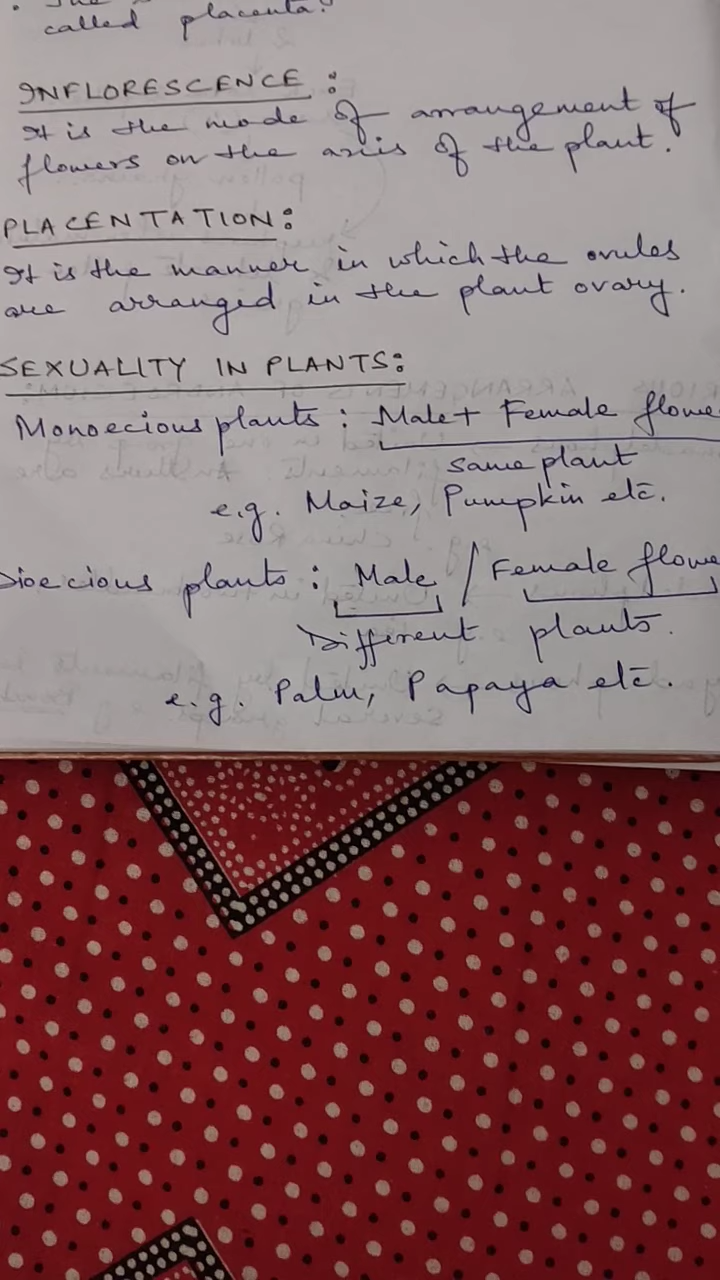 called placenta.
INFLORESCENCE :
It is the mode of arrangement of
flowers on the axis of the plant.
PLACENTATION:
It is the manner in which the ovules
are arranged in the plant ovary.
SEXUALITY IN PLANTS:
Monoecious plants : Male + Female flowe
same plant
e.g. Maize, Pumpkin etc.
Dioecious plants : Male / Female flowe
Different plants.
e.g. Palm, Papaya etc.